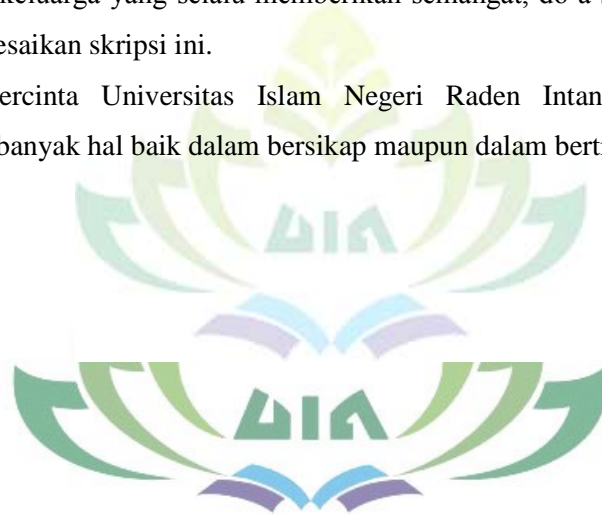 keluarga yang selalu memberikan semangat, do'a
esaikan skripsi ini.
ercinta Universitas Islam Negeri Raden Intan
banyak hal baik dalam bersikap maupun dalam berti
UIN
UIN